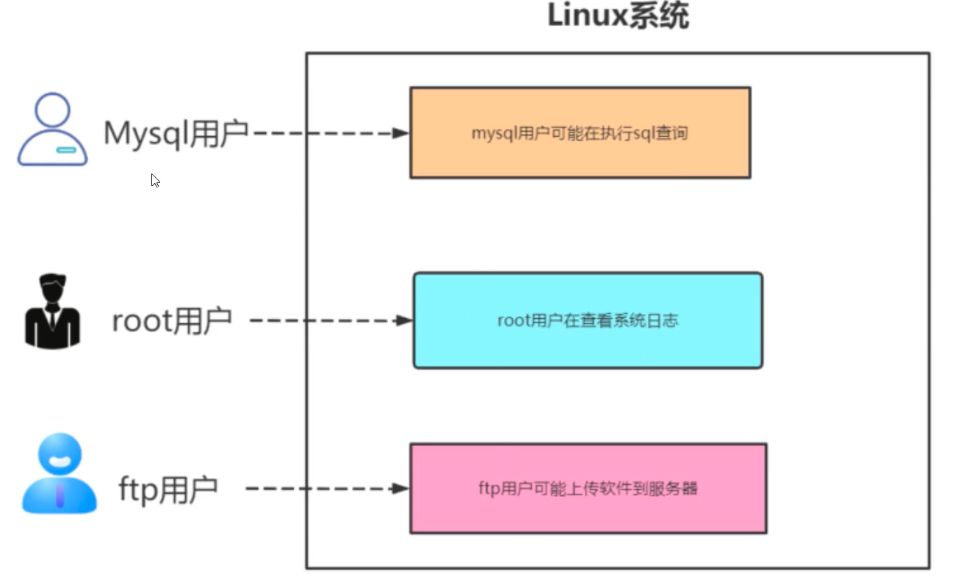 Linux系统
Mysql用户
mysql用户可能在执行sql查询
root用户
root用户在查看系统日志
ftp用户
ftp用户可能上传软件到服务器